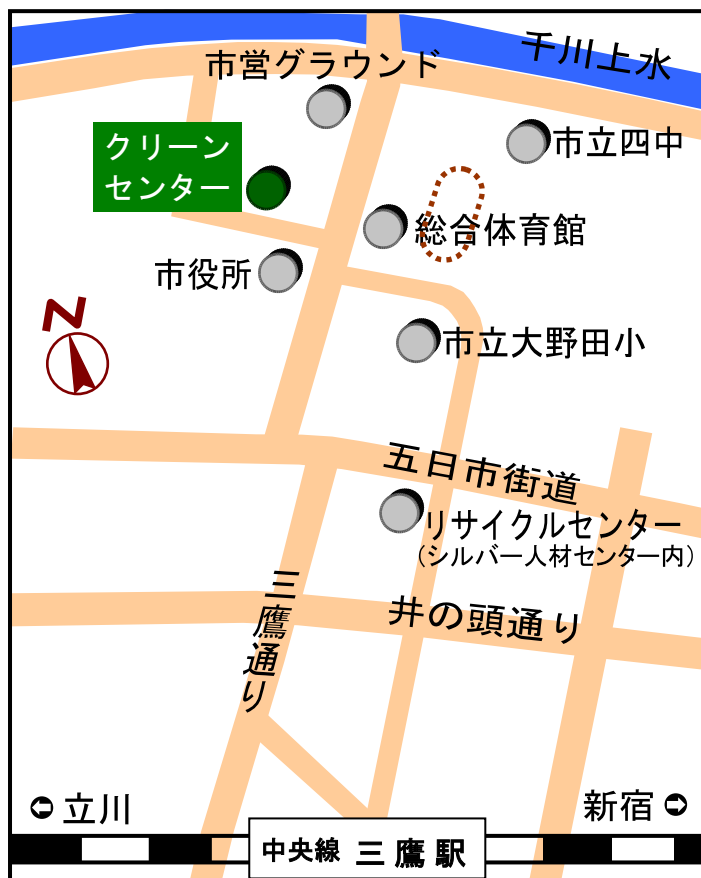 千川上水
市営グラウンド
市立四中
クリーン
センター
総合体育館
市役所
N
市立大野田小
五日市街道
リサイクルセンター
（シルバー人材センター内）
井の頭通り
三鷹通り
立川
新宿
中央線 三鷹駅